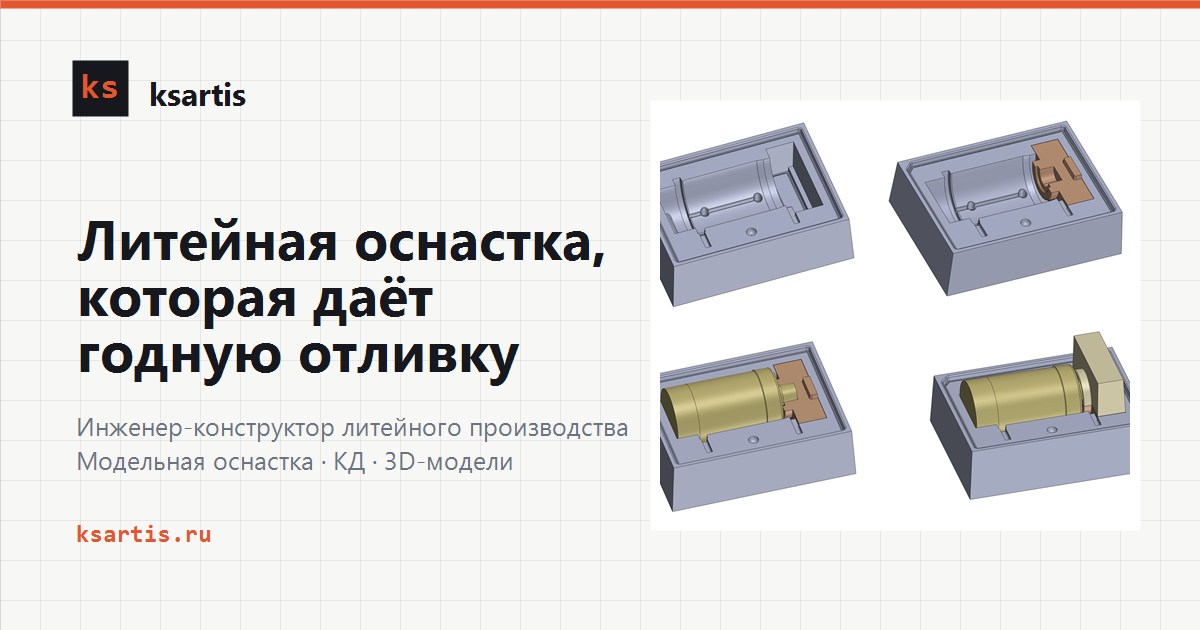 ks
ksartis
Литейная оснастка,
которая даёт
годную отливку
Инженер-конструктор литейного производства
Модельная оснастка · КД · 3D-модели
ksartis.ru